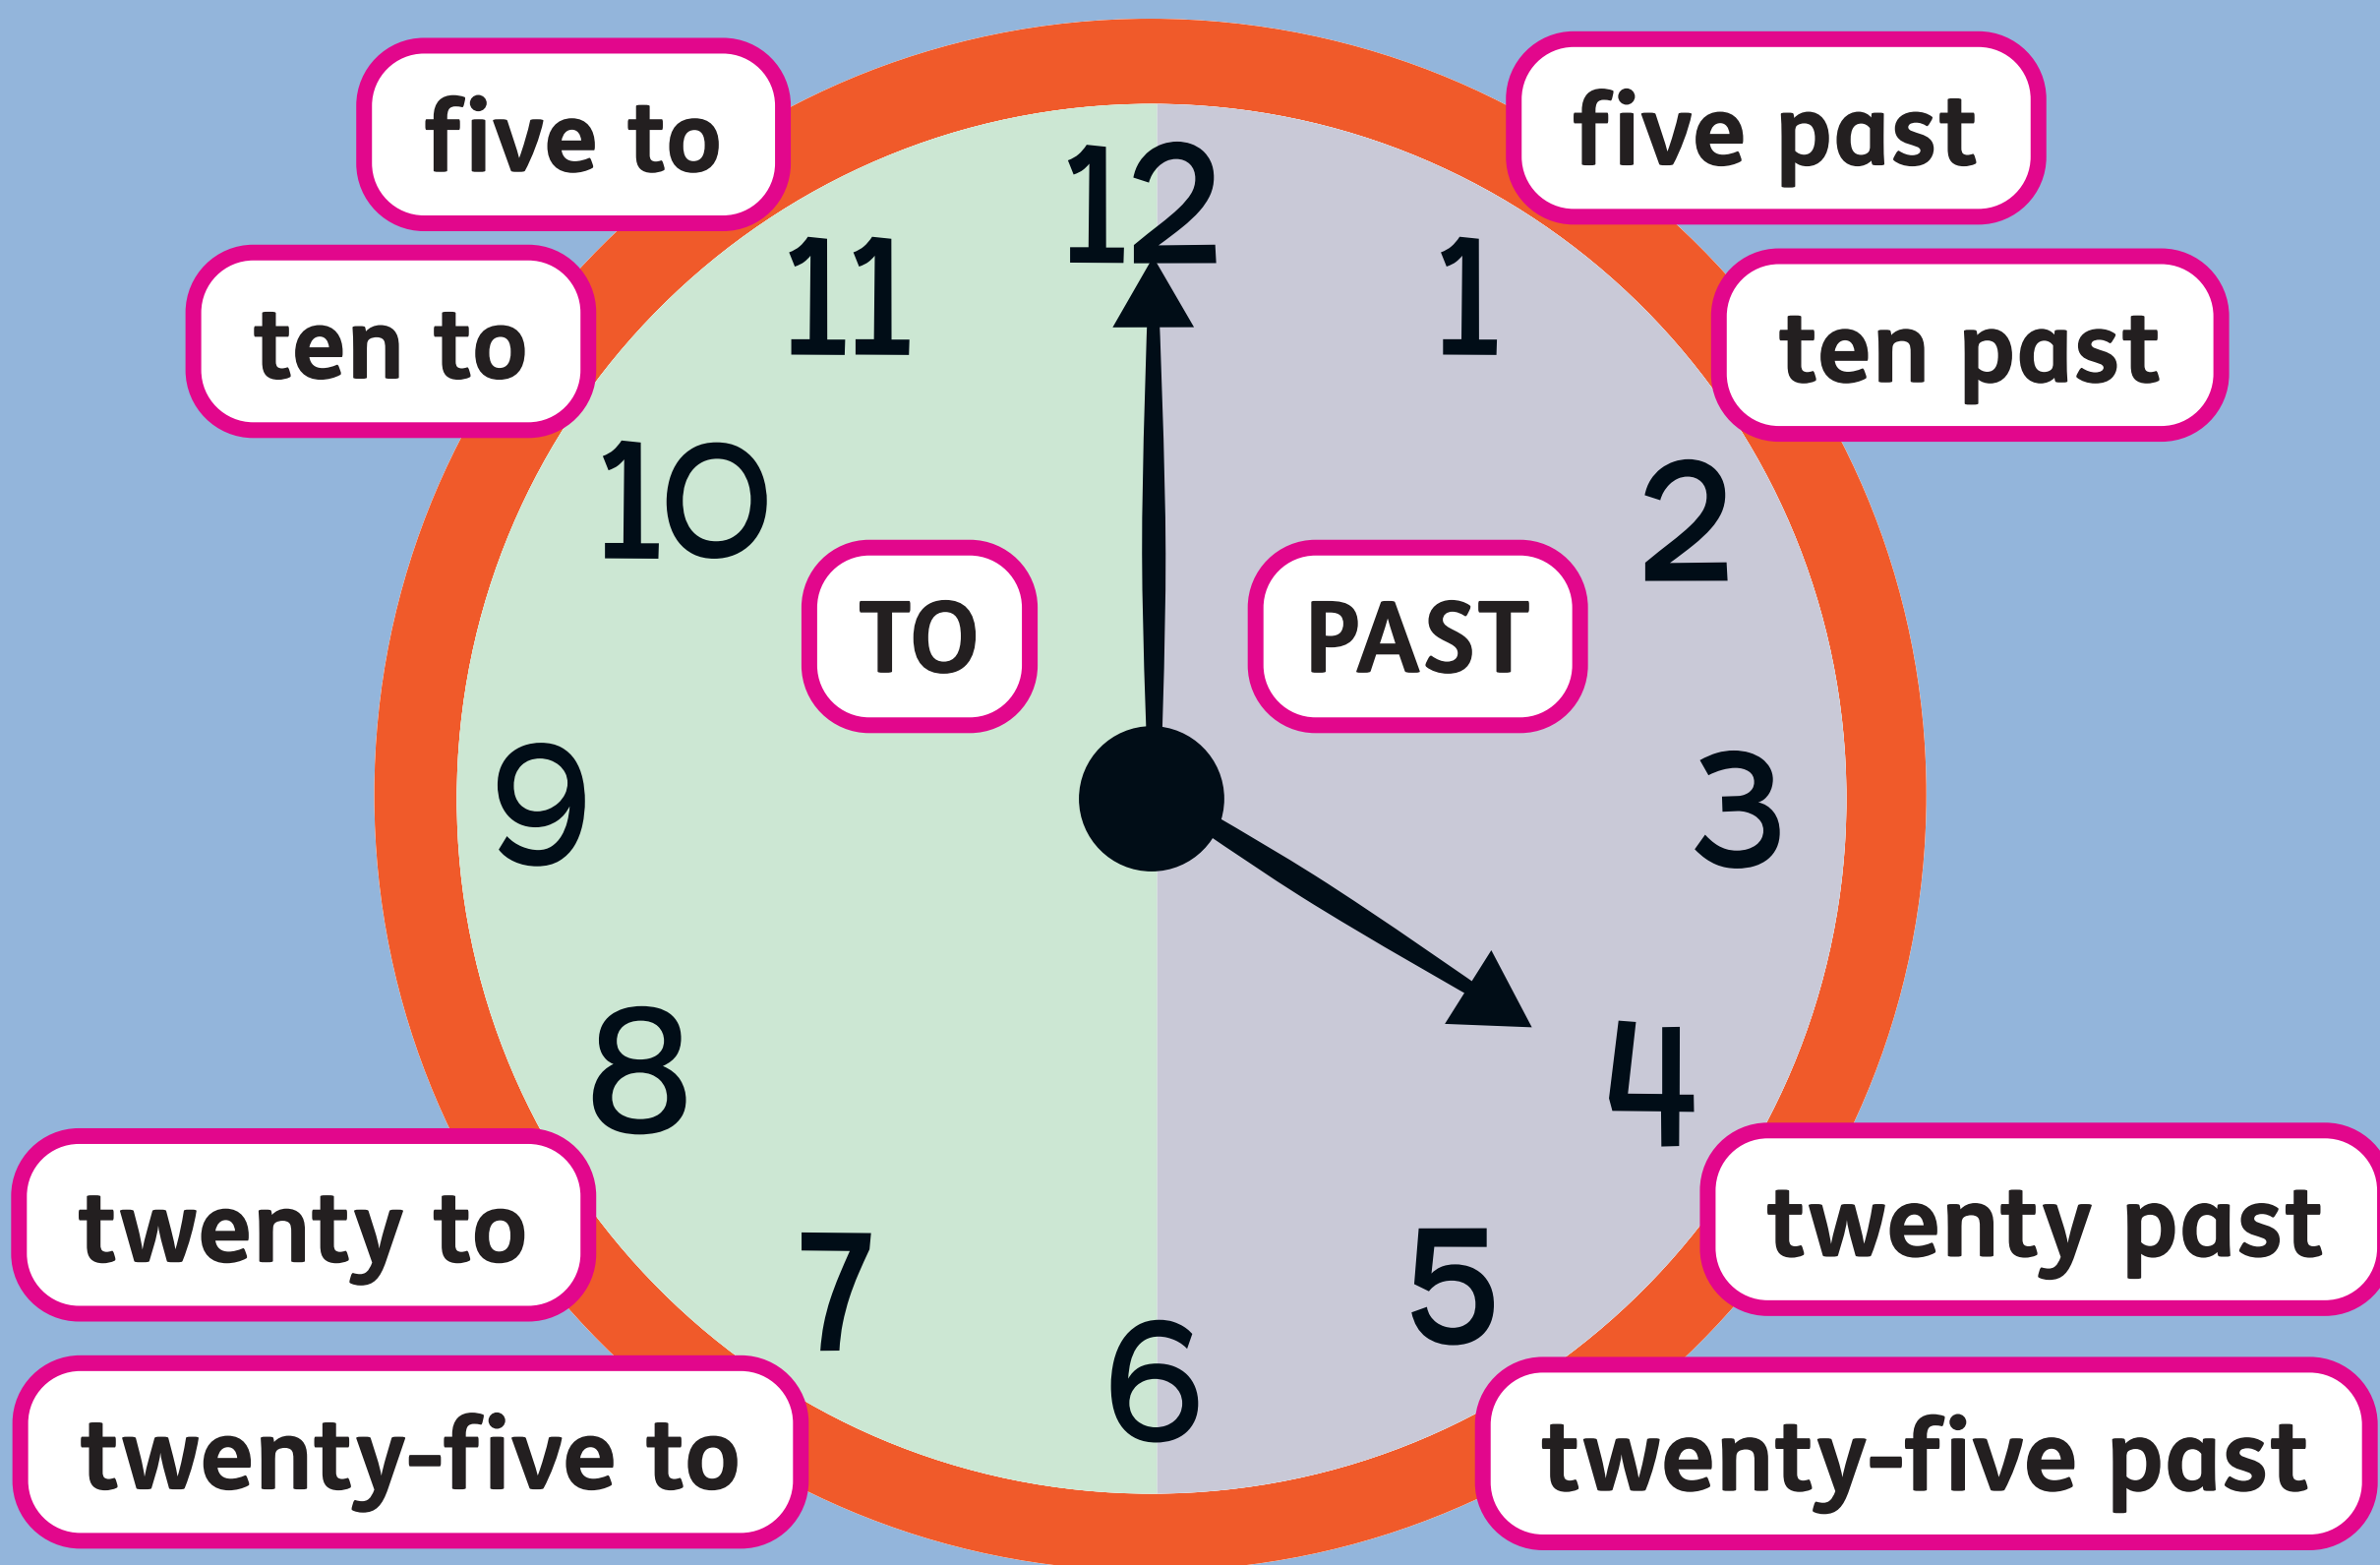 five to
five past
ten to
ten past
12
11
1
10
2
TO
PAST
9
3
8
4
twenty to
twenty past
7
5
6
twenty-five to
twenty-five past